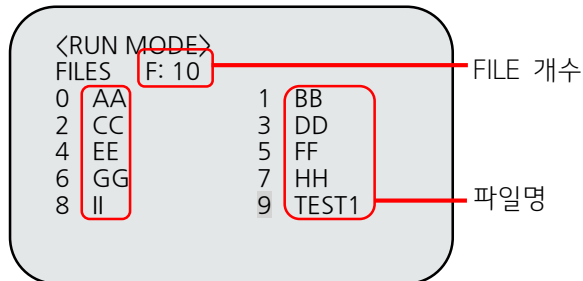 <RUN MODE>
FILES F: 10
FILE 개수
0 AA 1 BB
2 CC 3 DD
4 EE 5 FF
6 GG 7 HH
8 II 9 TEST1
파일명